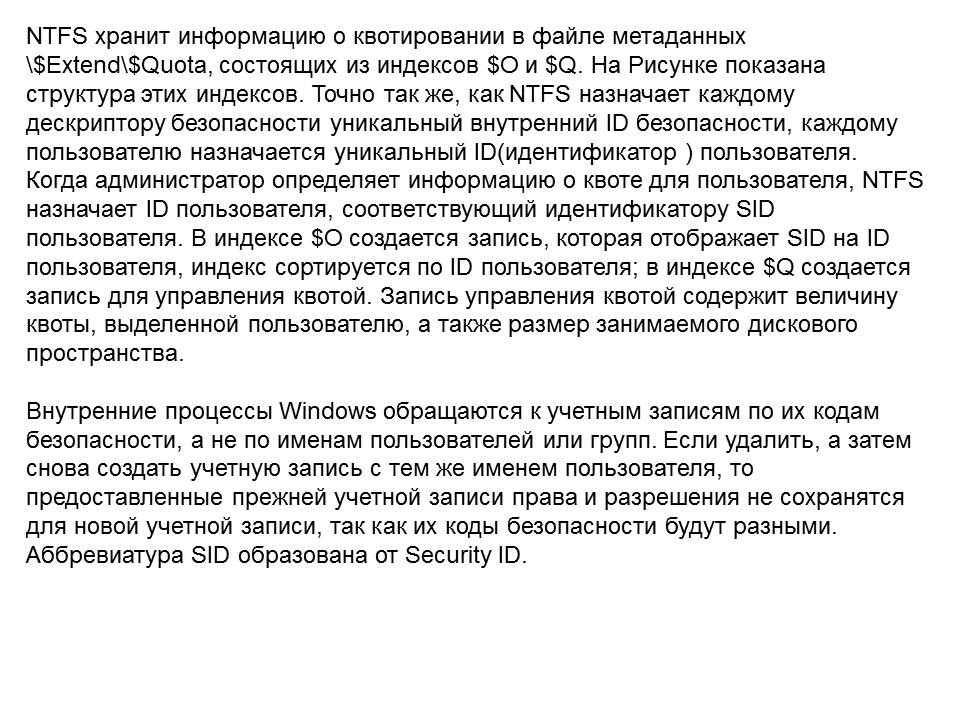 NTFS хранит информацию о квотировании в файле метаданных
\$Extend\$Quota, состоящих из индексов $O и $Q. На Рисунке показана
структура этих индексов. Точно так же, как NTFS назначает каждому
дескриптору безопасности уникальный внутренний ID безопасности, каждому
пользователю назначается уникальный ID(идентификатор ) пользователя.
Когда администратор определяет информацию о квоте для пользователя, NTFS
назначает ID пользователя, соответствующий идентификатору SID
пользователя. В индексе $O создается запись, которая отображает SID на ID
пользователя, индекс сортируется по ID пользователя; в индексе $Q создается
запись для управления квотой. Запись управления квотой содержит величину
квоты, выделенной пользователю, а также размер занимаемого дискового
пространства.
Внутренние процессы Windows обращаются к учетным записям по их кодам
безопасности, а не по именам пользователей или групп. Если удалить, а затем
снова создать учетную запись с тем же именем пользователя, то
предоставленные прежней учетной записи права и разрешения не сохранятся
для новой учетной записи, так как их коды безопасности будут разными.
Аббревиатура SID образована от Security ID.